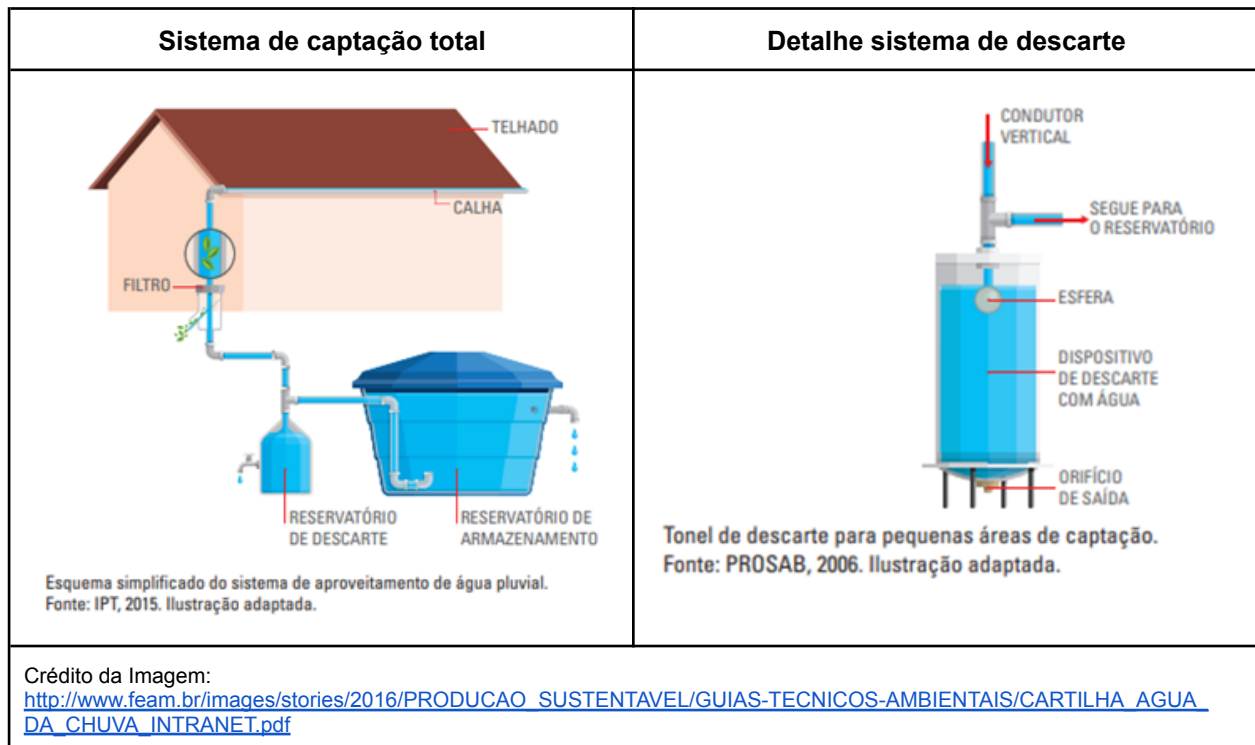 Sistema de captação total
Detalhe sistema de descarte
TELHADO
CALHA
FILTRO
RESERVATÓRIO
DE DESCARTE
RESERVATÓRIO DE
ARMAZENAMENTO
Esquema simplificado do sistema de aproveitamento de água pluvial.
Fonte: IPT, 2015. Ilustração adaptada.
CONDUTOR
VERTICAL
SEGUE PARA
O RESERVATÓRIO
ESFERA
DISPOSITIVO
DE DESCARTE
COM ÁGUA
ORIFÍCIO
DE SAÍDA
Tonel de descarte para pequenas áreas de captação.
Fonte: PROSAB, 2006. Ilustração adaptada.
Crédito da Imagem:
http://www.feam.br/images/stories/2016/PRODUCAO_SUSTENTAVEL/GUIAS-TECNICOS-AMBIENTAIS/CARTILHA_AGUA_
DA_CHUVA_INTRANET.pdf